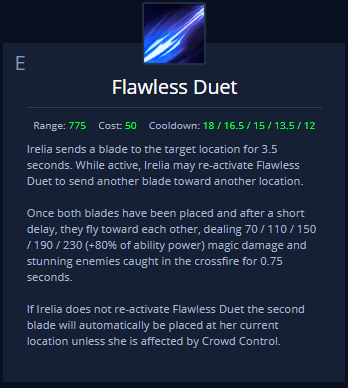 E
Flawless Duet
Range: 775 Cost: 50 Cooldown: 18 / 16.5 / 15 / 13.5 / 12
Irelia sends a blade to the target location for 3.5
seconds. While active, Irelia may re-activate Flawless
Duet to send another blade toward another location.
Once both blades have been placed and after a short
delay, they fly toward each other, dealing 70 / 110 / 150
/ 190 / 230 (+80% of ability power) magic damage and
stunning enemies caught in the crossfire for 0.75
seconds.
If Irelia does not re-activate Flawless Duet the second
blade will automatically be placed at her current
location unless she is affected by Crowd Control.